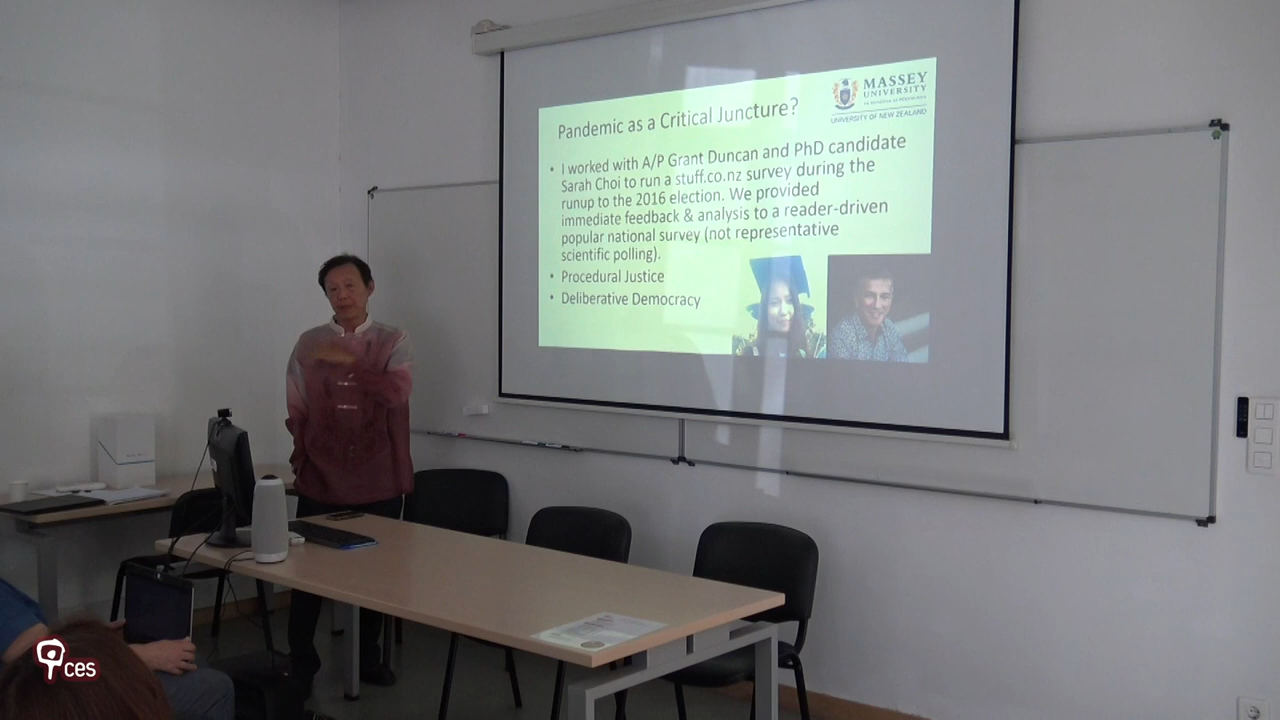 MASSEY
UNIVERSITY
UNIVERSITY OF NEW ZEALAND
Pandemic as a Critical Juncture?
• I worked with A/P Grant Duncan and PhD candidate
Sarah Choi to run a stuff.co.nz survey during the
runup to the 2016 election. We provided
immediate feedback & analysis to a reader-driven
popular national survey (not representative
scientific polling).
• Procedural Justice
• Deliberative Democracy
ces